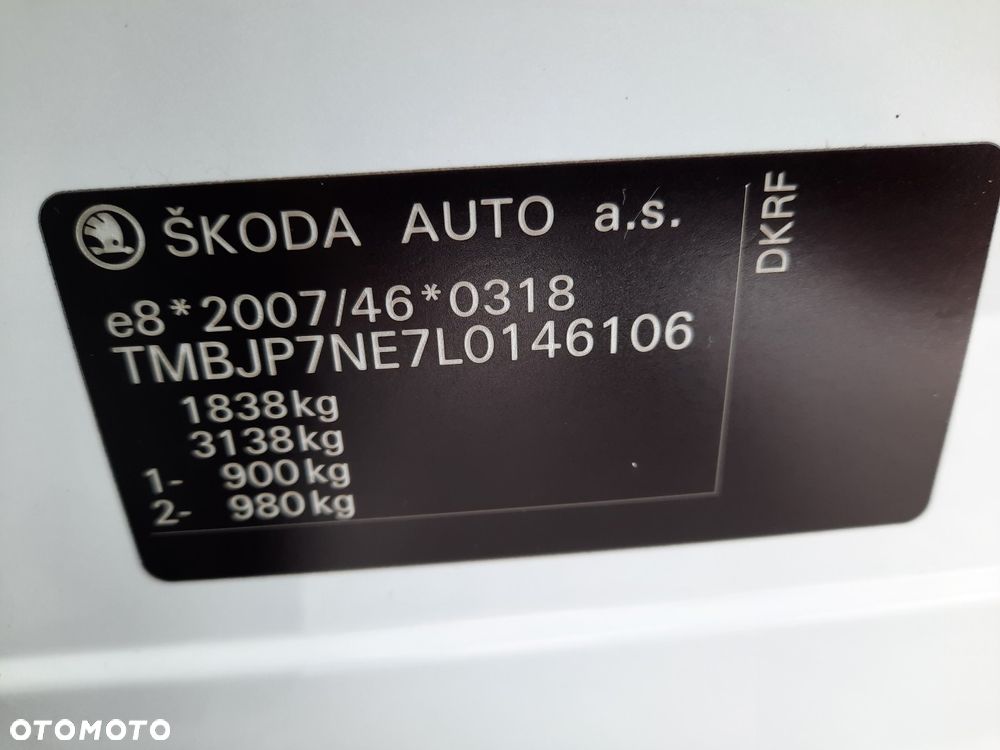 ŠKODA AUTO a.s.
e8*2007/46*0318
TMBJP7NE7L0146106
1838kg
3138kg
1- 900kg
2- 980kg
DKRF
OTOMOTO